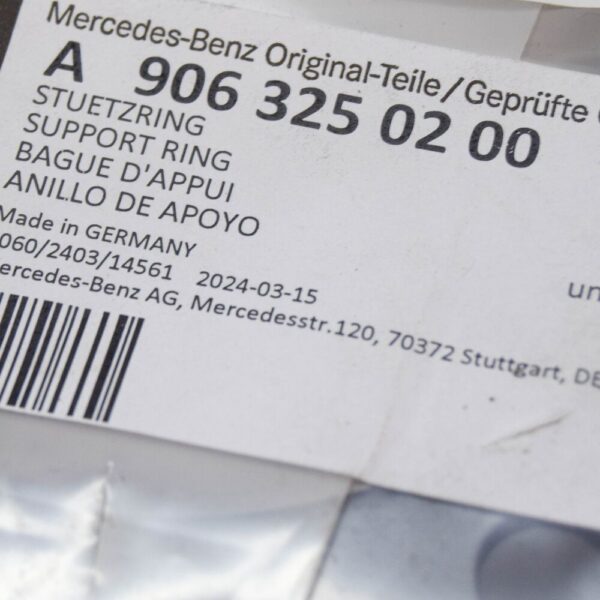 Mercedes-Benz Original-Teile / Geprüfte
A 906 325 02 00
STUETZRING
SUPPORT RING
BAGUE D'APPUI
ANILLO DE APOYO
Made in GERMANY
060/2403/14561 2024-03-15
ercedes-Benz AG, Mercedesstr.120, 70372 Stuttgart, DE
un